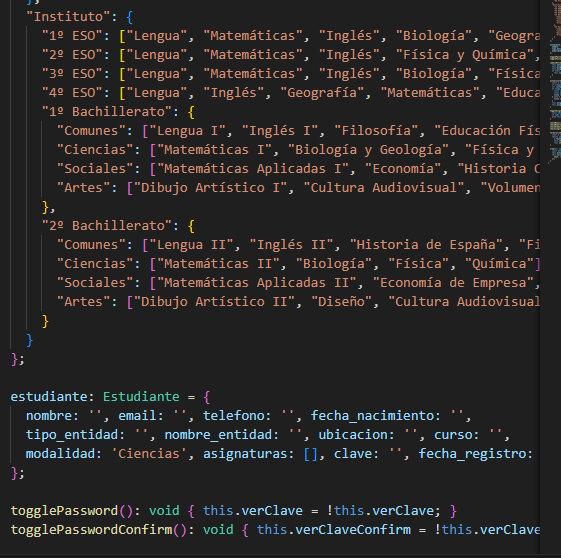 },
"Instituto": {
"1º ESO": ["Lengua", "Matemáticas", "Inglés", "Biología", "Geogra
"2º ESO": ["Lengua", "Matemáticas", "Inglés", "Física y Química",
"3º ESO": ["Lengua", "Matemáticas", "Inglés", "Biología", "Física
"4º ESO": ["Lengua", "Inglés", "Geografía", "Matemáticas", "Educa
"1º Bachillerato": {
"Comunes": ["Lengua I", "Inglés I", "Filosofía", "Educación Fís
"Ciencias": ["Matemáticas I", "Biología y Geología", "Física y
"Sociales": ["Matemáticas Aplicadas I", "Economía", "Historia C
"Artes": ["Dibujo Artístico I", "Cultura Audiovisual", "Volumen
},
"2º Bachillerato": {
"Comunes": ["Lengua II", "Inglés II", "Historia de España", "Fi
"Ciencias": ["Matemáticas II", "Biología", "Física", "Química"]
"Sociales": ["Matemáticas Aplicadas II", "Economía de Empresa",
"Artes": ["Dibujo Artístico II", "Diseño", "Cultura Audiovisual
}
}
};
estudiante: Estudiante = {
nombre: '', email: '', telefono: '', fecha_nacimiento: '',
tipo_entidad: '', nombre_entidad: '', ubicacion: '', curso: '',
modalidad: 'Ciencias', asignaturas: [], clave: '', fecha_registro:
};
togglePassword(): void { this.verClave = !this.verClave; }
togglePasswordConfirm(): void { this.verClaveConfirm = !this.verClave